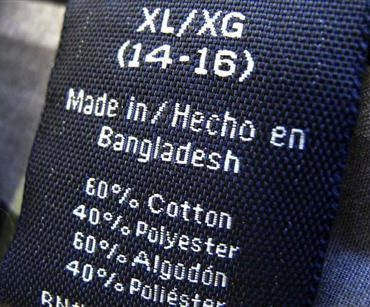 XL/XG
(14-16)
Made in/Hecho en
Bangladesh
60% Cotton
40% Polyester
60% Algodón
40% Poliéster